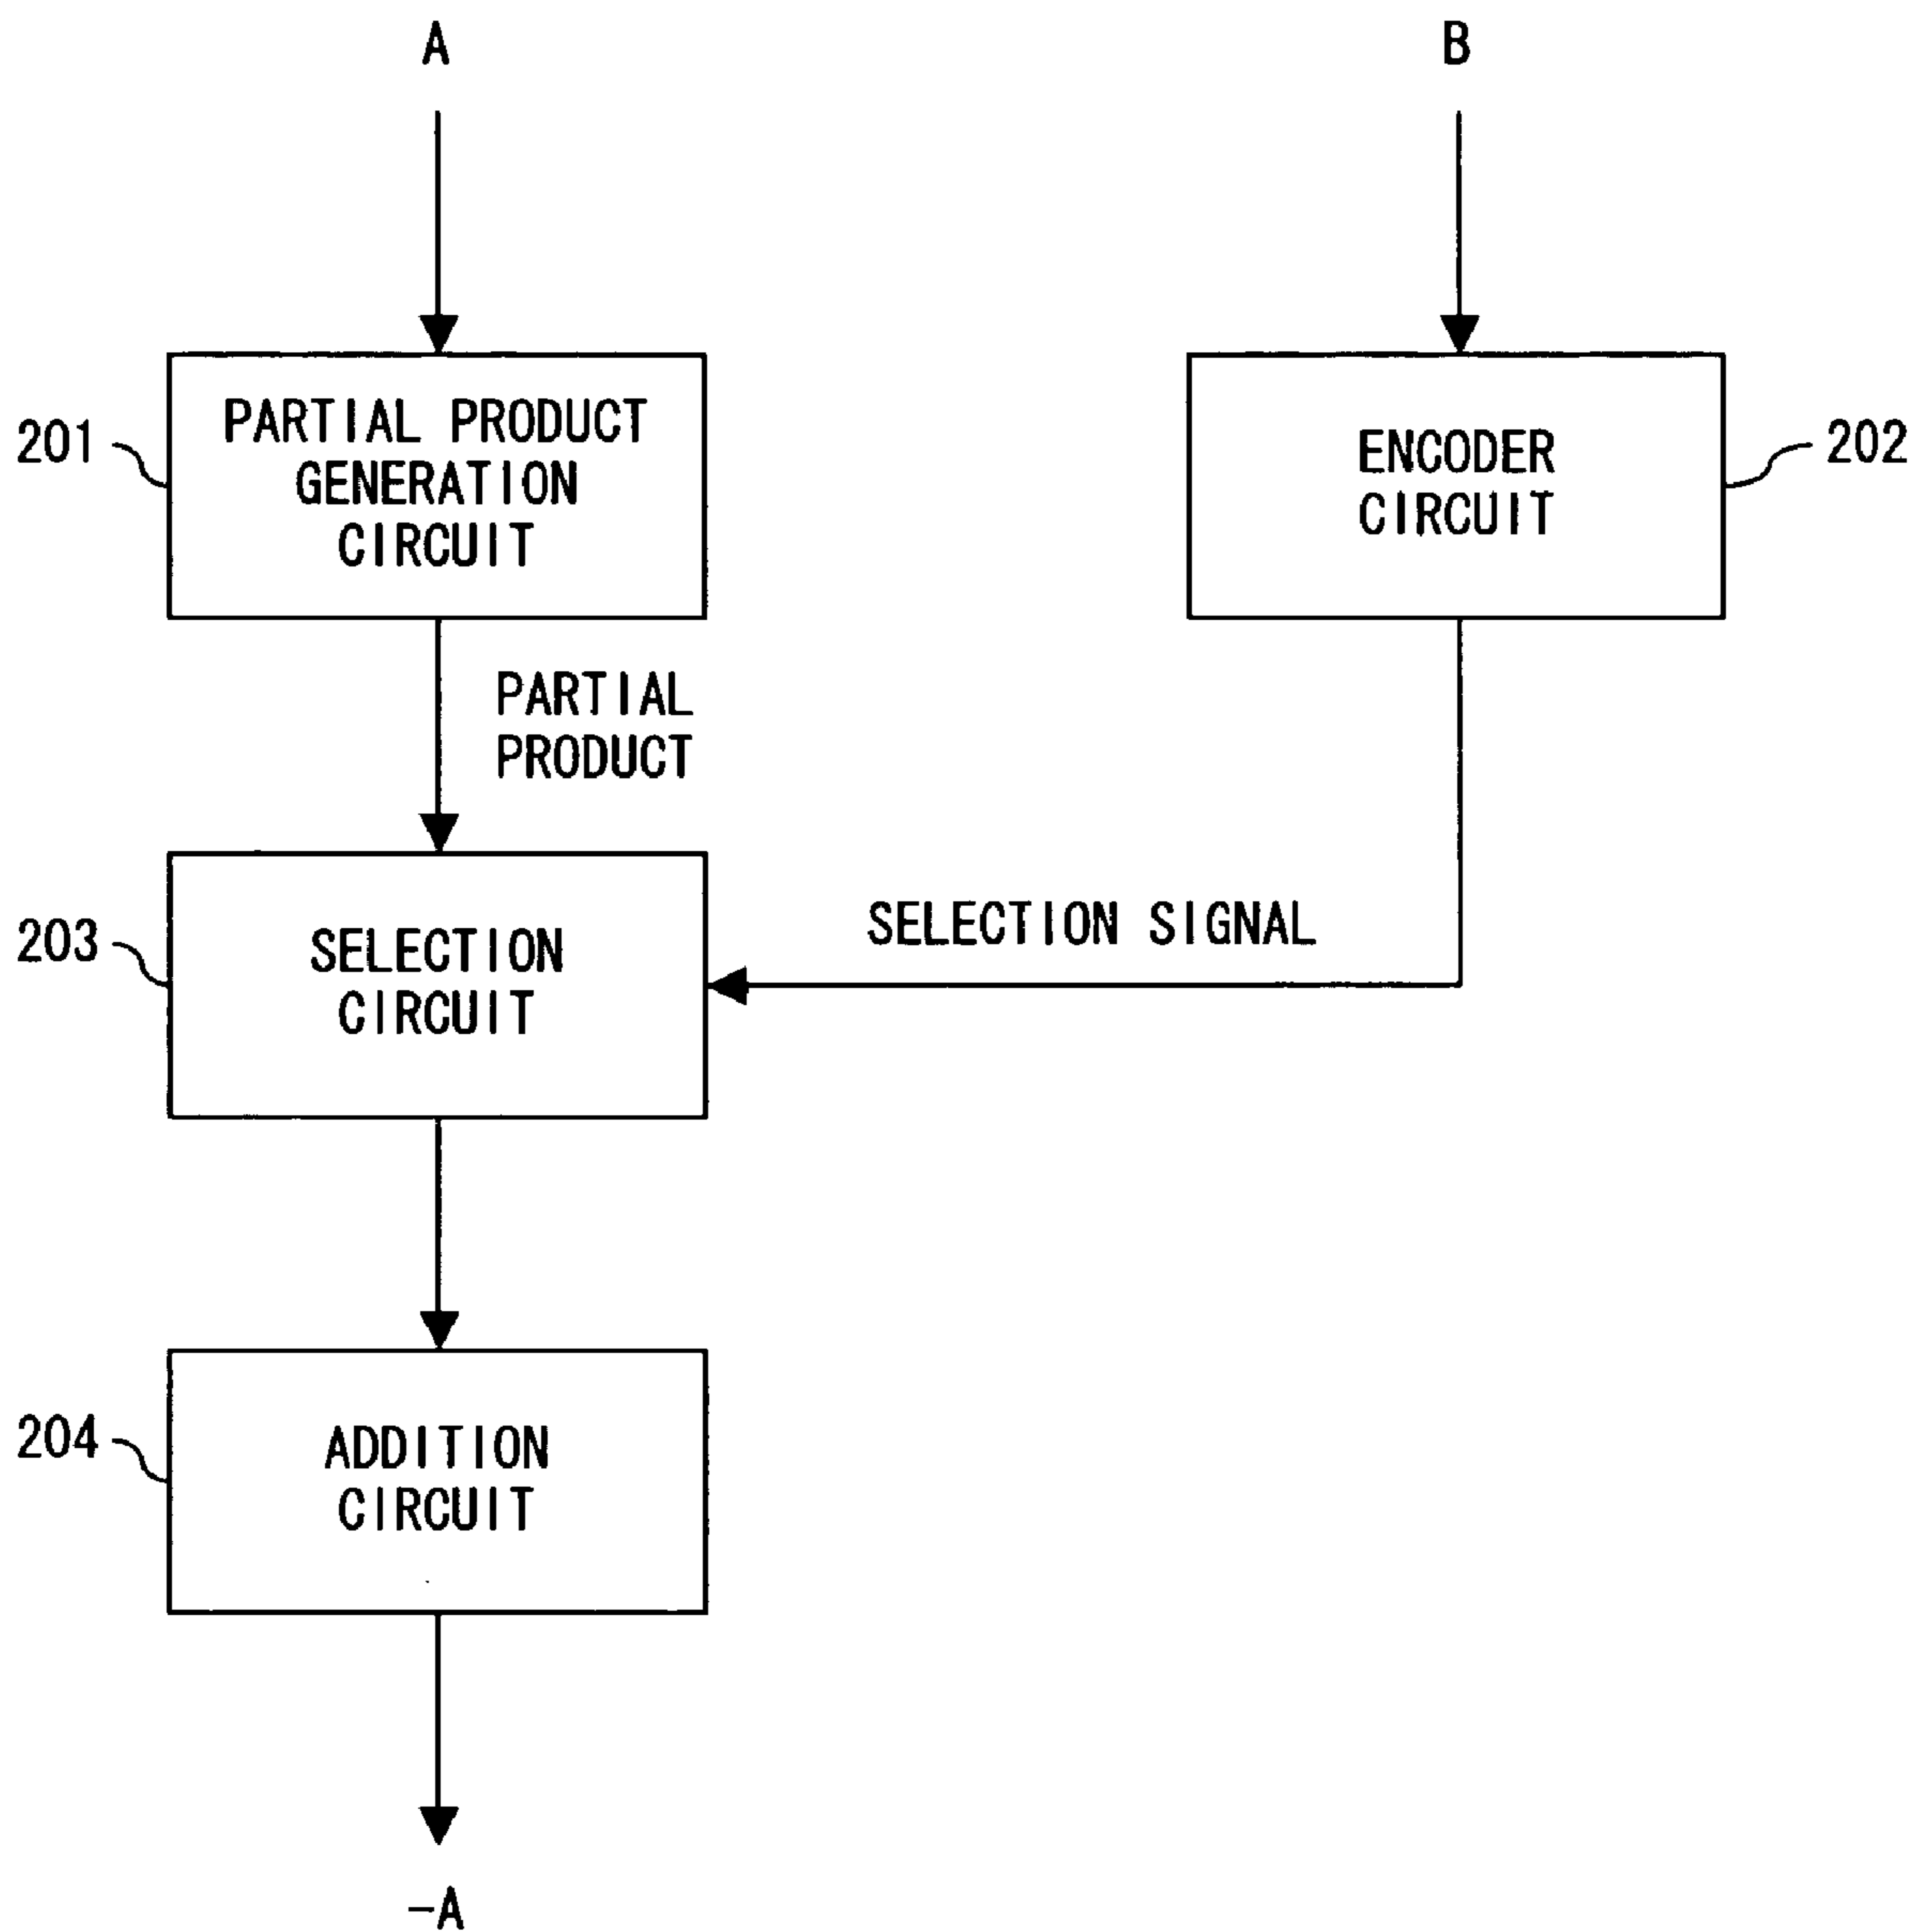 A
B
201
PARTIAL PRODUCT
GENERATION
CIRCUIT
ENCODER
CIRCUIT
202
PARTIAL
PRODUCT
203
SELECTION
CIRCUIT
SELECTION SIGNAL
204
ADDITION
CIRCUIT
-A